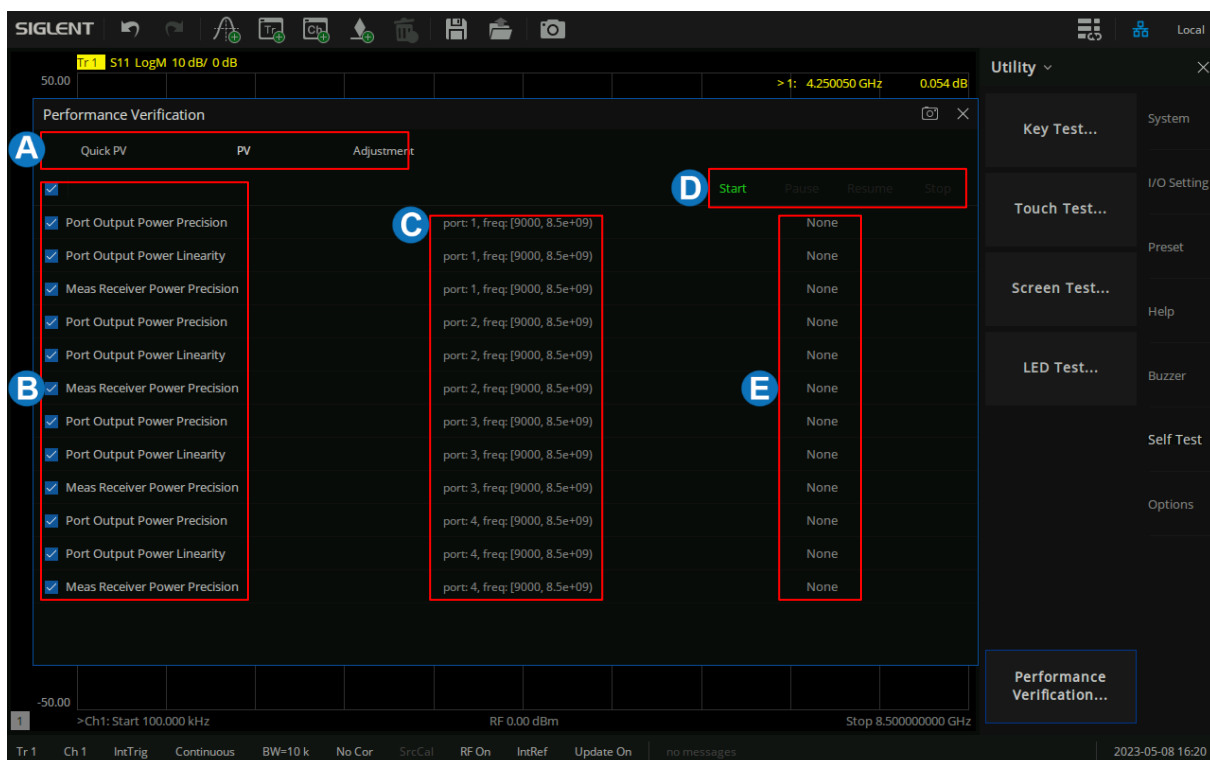 SIGLENT Tr Ch Local
Tr 1 S11 LogM 10 dB/ 0 dB
50.00
> 1: 4.250050 GHz 0.054 dB
Performance Verification
A Quick PV PV Adjustment
D Start Pause Resume Stop
Port Output Power Precision C port: 1, freq: [9000, 8.5e+09) None
Port Output Power Linearity port: 1, freq: [9000, 8.5e+09) None
Meas Receiver Power Precision port: 1, freq: [9000, 8.5e+09) None
Port Output Power Precision port: 2, freq: [9000, 8.5e+09) None
Port Output Power Linearity port: 2, freq: [9000, 8.5e+09) None
B Meas Receiver Power Precision port: 2, freq: [9000, 8.5e+09) E None
Port Output Power Precision port: 3, freq: [9000, 8.5e+09) None
Port Output Power Linearity port: 3, freq: [9000, 8.5e+09) None
Meas Receiver Power Precision port: 3, freq: [9000, 8.5e+09) None
Port Output Power Precision port: 4, freq: [9000, 8.5e+09) None
Port Output Power Linearity port: 4, freq: [9000, 8.5e+09) None
Meas Receiver Power Precision port: 4, freq: [9000, 8.5e+09) None
-50.00
1 >Ch1: Start 100.000 kHz RF 0.00 dBm Stop 8.500000000 GHz
Utility
Key Test...
Touch Test...
Screen Test...
LED Test...
Performance
Verification...
System
I/O Setting
Preset
Help
Buzzer
Self Test
Options
Tr 1 Ch 1 IntTrig Continuous BW=10 k No Cor SrcCal RF On IntRef Update On no messages 2023-05-08 16:20